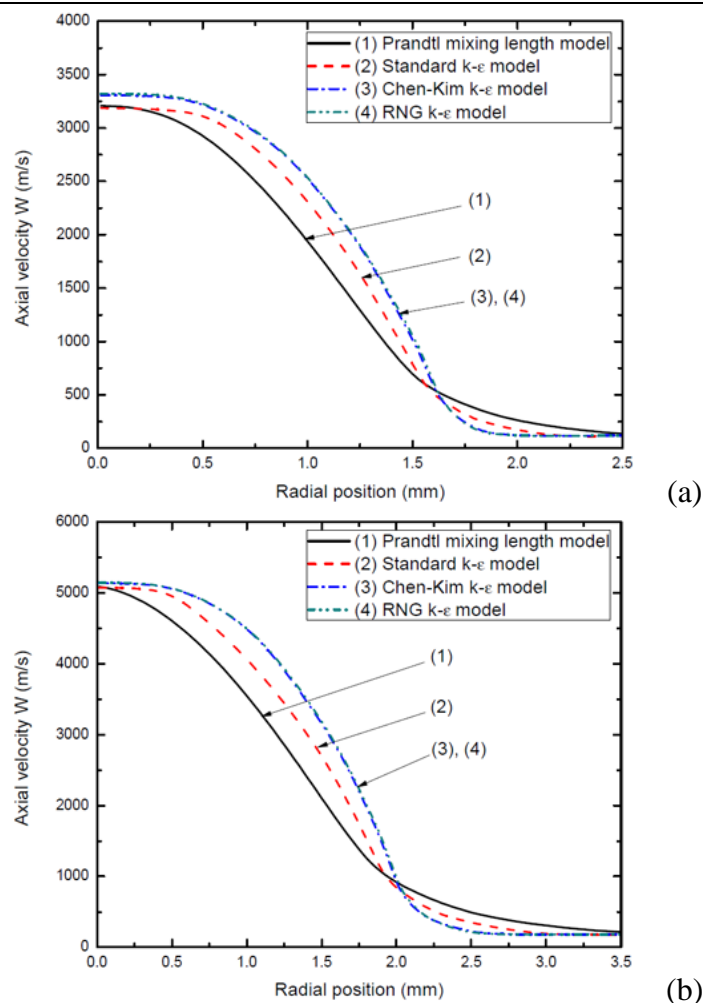 4000
3500
3000
2500
2000
1500
1000
500
0
Axial velocity W (m/s)
(1) Prandtl mixing length model
(2) Standard k-ε model
(3) Chen-Kim k-ε model
(4) RNG k-ε model
(1)
(2)
(3), (4)
0.0 0.5 1.0 1.5 2.0 2.5
Radial position (mm)
(a)
6000
5000
4000
3000
2000
1000
0
Axial velocity W (m/s)
(1) Prandtl mixing length model
(2) Standard k-ε model
(3) Chen-Kim k-ε model
(4) RNG k-ε model
(1)
(2)
(3), (4)
0.0 0.5 1.0 1.5 2.0 2.5 3.0 3.5
Radial position (mm)
(b)